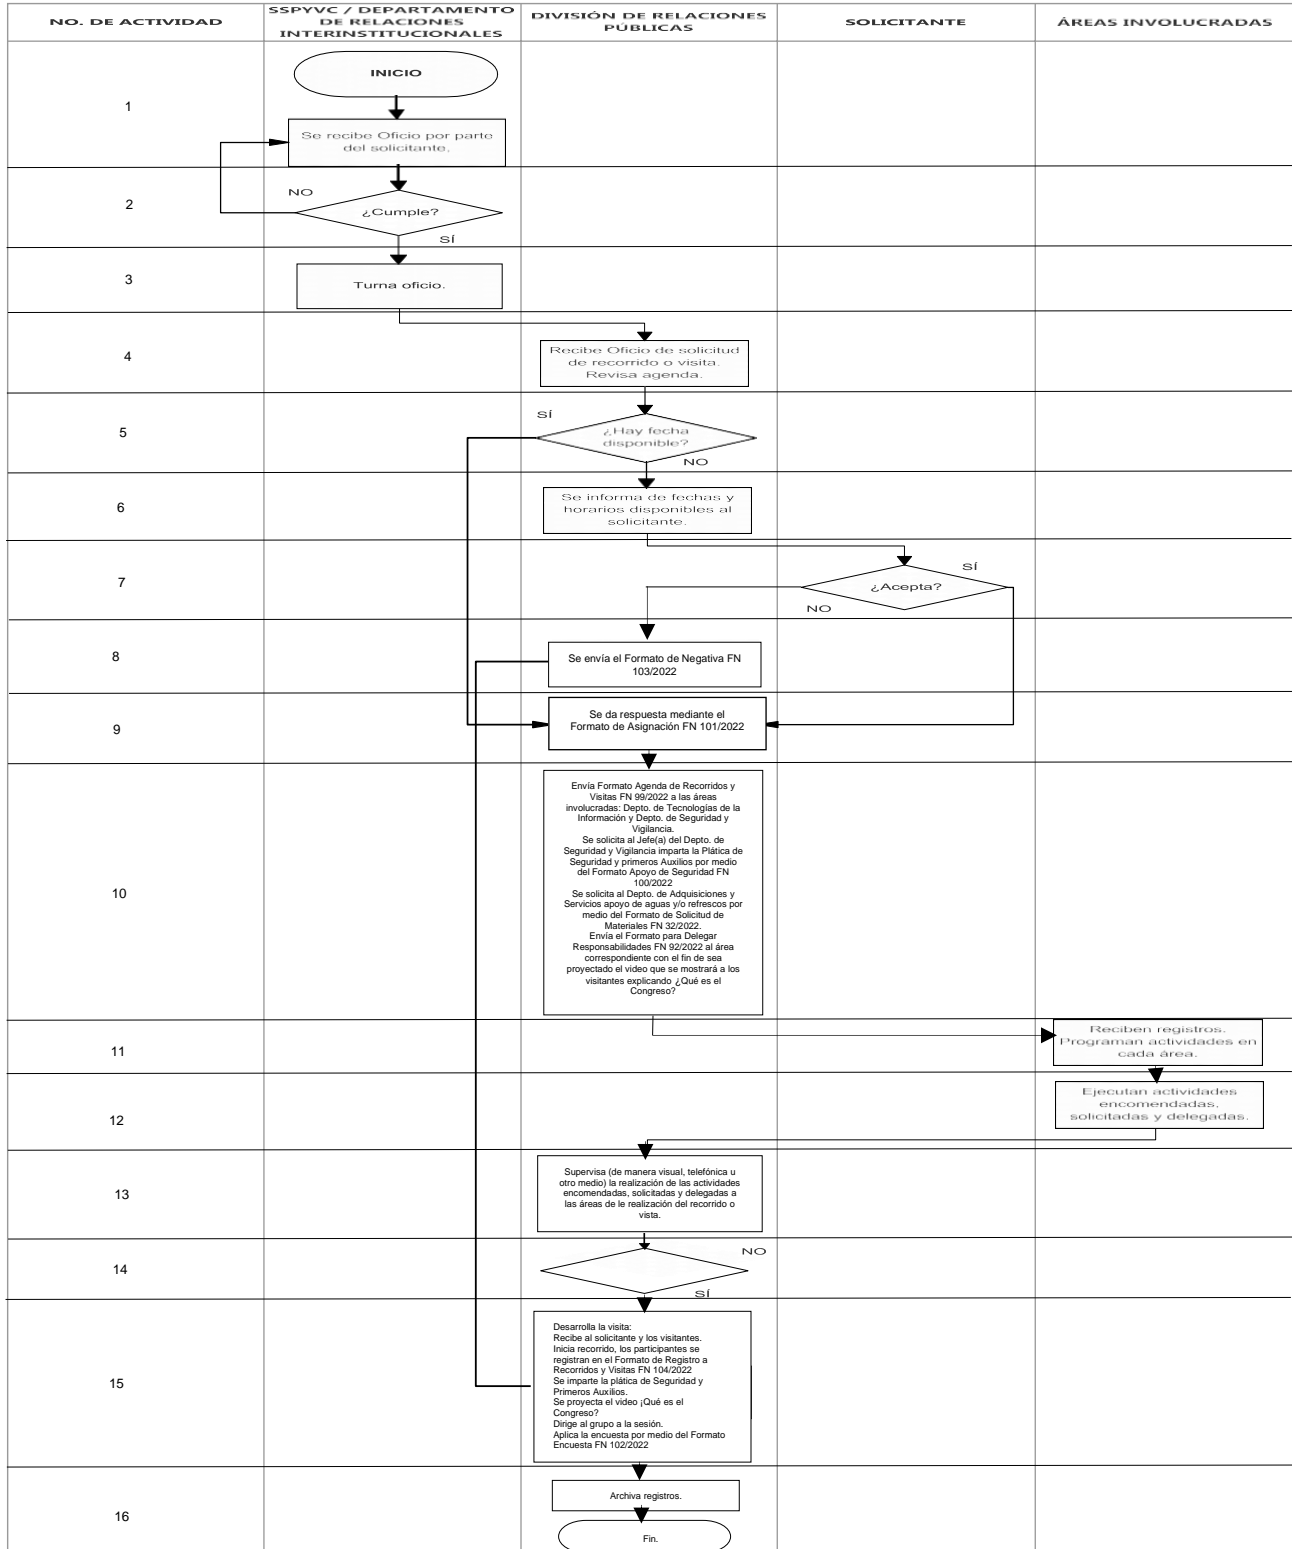 NO. DE ACTIVIDAD
SSPYVC / DEPARTAMENTO
DE RELACIONES
INTERINSTITUCIONALES
DIVISIÓN DE RELACIONES
PÚBLICAS
SOLICITANTE
ÁREAS INVOLUCRADAS
INICIO
1
Se recibe Oficio por parte
del solicitante.
NO
2
¿Cumple?
SÍ
3
Turna oficio.
4
Recibe Oficio de solicitud
de recorrido o visita.
Revisa agenda.
SÍ
5
¿Hay fecha
disponible?
NO
6
Se informa de fechas y
horarios disponibles al
solicitante.
SÍ
7
¿Acepta?
NO
8
Se envía el Formato de Negativa FN
103/2022
9
Se da respuesta mediante el
Formato de Asignación FN 101/2022
10
Envía Formato Agenda de Recorridos y
Visitas FN 99/2022 a las áreas
involucradas: Depto. de Tecnologías de la
Información y Depto. de Seguridad y
Vigilancia.
Se solicita al Jefe(a) del Depto. de
Seguridad y Vigilancia imparta la Plática de
Seguridad y primeros Auxilios por medio
del Formato Apoyo de Seguridad FN
100/2022
Se solicita al Depto. de Adquisiciones y
Servicios apoyo de aguas y/o refrescos por
medio del Formato de Solicitud de
Materiales FN 32/2022.
Envía el Formato para Delegar
Responsabilidades FN 92/2022 al área
correspondiente con el fin de sea
proyectado el video que se mostrará a los
visitantes explicando ¿Qué es el
Congreso?
11
Reciben registros.
Programan actividades en
cada área.
12
Ejecutan actividades
encomendadas,
solicitadas y delegadas.
13
Supervisa (de manera visual, telefónica u
otro medio) la realización de las actividades
encomendadas, solicitadas y delegadas a
las áreas de le realización del recorrido o
vista.
NO
14
SÍ
15
Desarrolla la visita:
Recibe al solicitante y los visitantes.
Inicia recorrido, los participantes se
registran en el Formato de Registro a
Recorridos y Visitas FN 104/2022
Se imparte la plática de Seguridad y
Primeros Auxilios.
Se proyecta el video ¡Qué es el
Congreso?
Dirige al grupo a la sesión.
Aplica la encuesta por medio del Formato
Encuesta FN 102/2022
16
Archiva registros.
Fin.